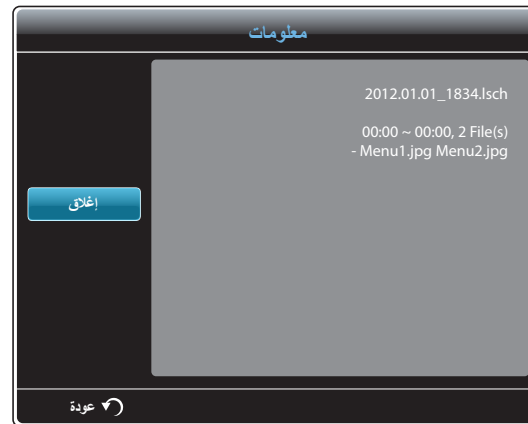 معلومات
2012.01.01_1834.lsch
00:00 ~ 00:00, 2 File(s)
- Menu1.jpg Menu2.jpg
إغلاق
عودة